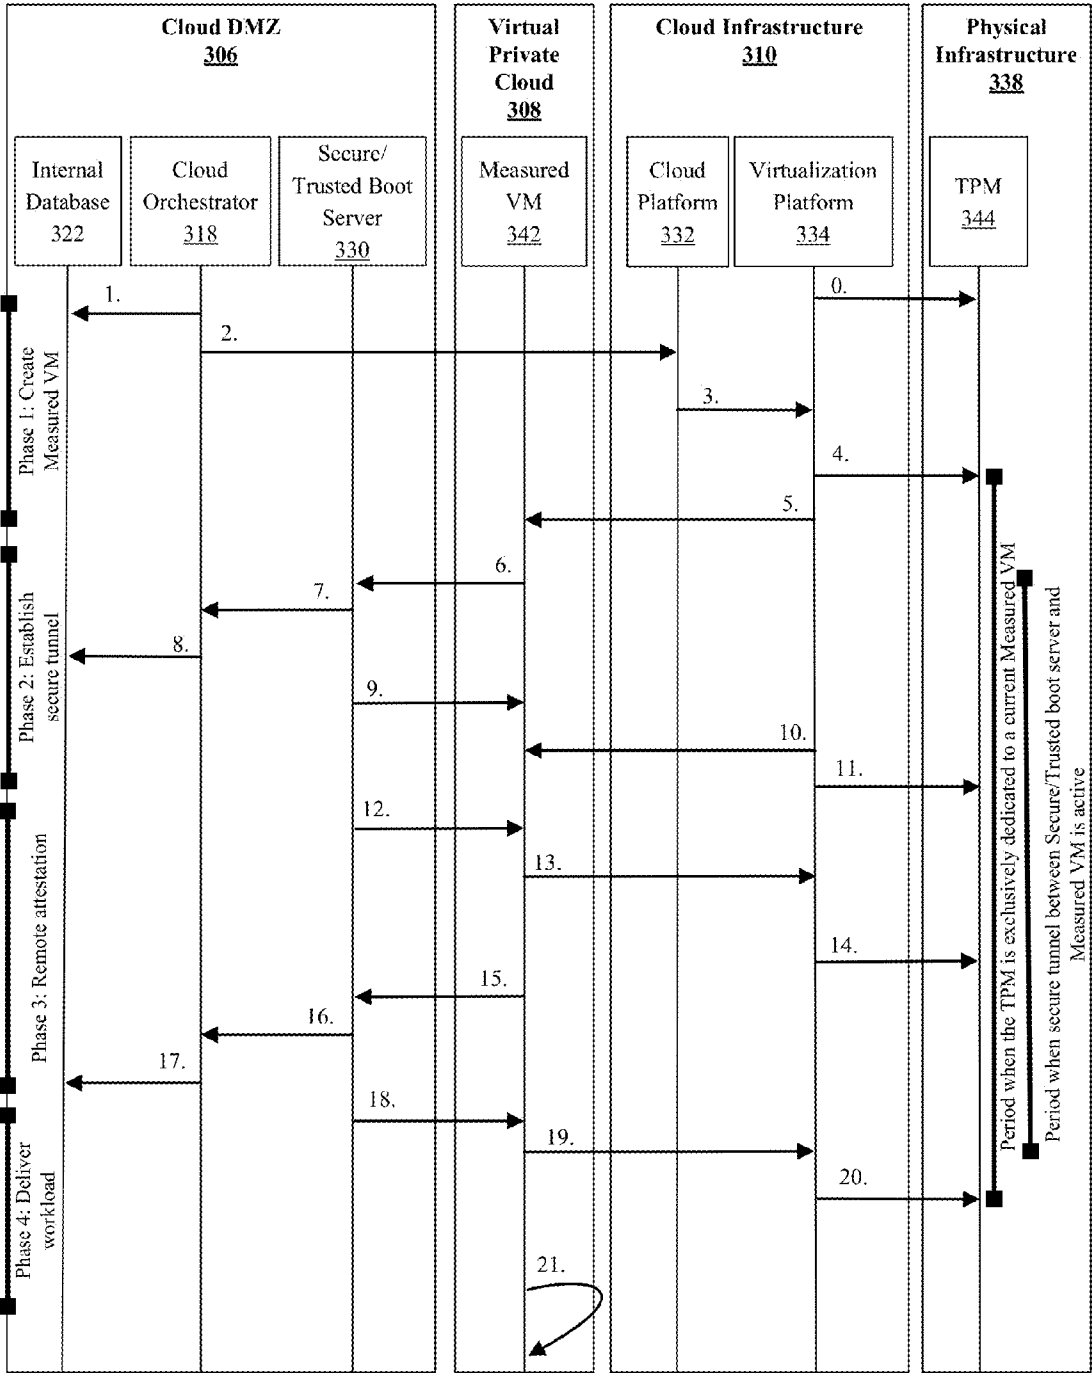 Cloud DMZ
306
Virtual
Private
Cloud
308
Cloud Infrastructure
310
Physical
Infrastructure
338
Internal
Database
322
Cloud
Orchestrator
318
Secure/
Trusted Boot
Server
330
Measured
VM
342
Cloud
Platform
332
Virtualization
Platform
334
TPM
344
0.
1.
2.
3.
4.
5.
6.
7.
8.
9.
10.
11.
12.
13.
14.
15.
16.
17.
18.
19.
20.
21.
Phase 1: Create
Measured VM
Phase 2: Establish
secure tunnel
Phase 3: Remote attestation
Phase 4: Deliver
workload
Period when the TPM is exclusively dedicated to a current Measured VM
Period when secure tunnel between Secure/Trusted boot server and
Measured VM is active